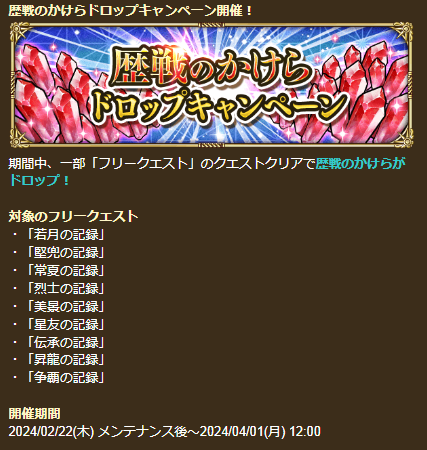 歴戦のかけらドロップキャンペーン開催！
歴戦のかけら
ドロップキャンペーン
期間中、一部「フリークエスト」のクエストクリアで歴戦のかけらが
ドロップ！
対象のフリークエスト
・「若月の記録」
・「堅兜の記録」
・「常夏の記録」
・「烈士の記録」
・「美景の記録」
・「星友の記録」
・「伝承の記録」
・「昇龍の記録」
・「争覇の記録」
開催期間
2024/02/22(木) メンテナンス後～2024/04/01(月) 12:00